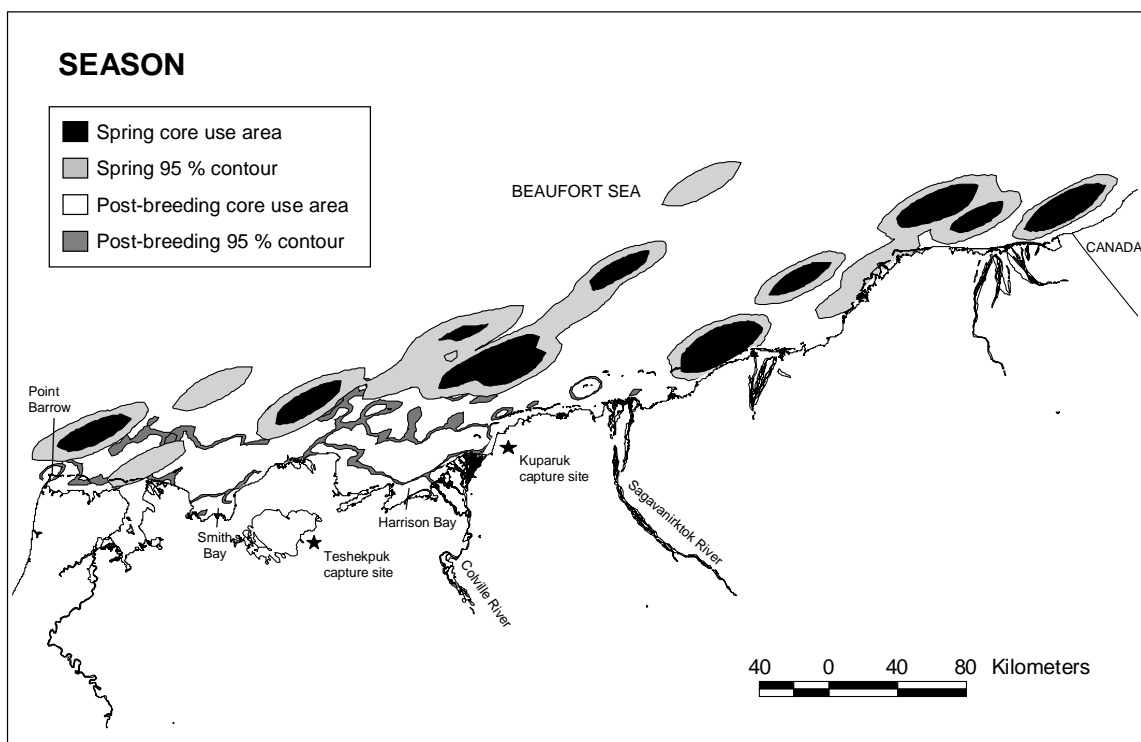 SEASON
Spring core use area
Spring 95 % contour
Post-breeding core use area
Post-breeding 95 % contour
BEAUFORT SEA
CANADA
Point
Barrow
Kuparuk
capture site
Sagavanirktok River
Harrison Bay
Smith
Bay
Teshekpuk
capture site
Colville River
40 0 40 80 Kilometers